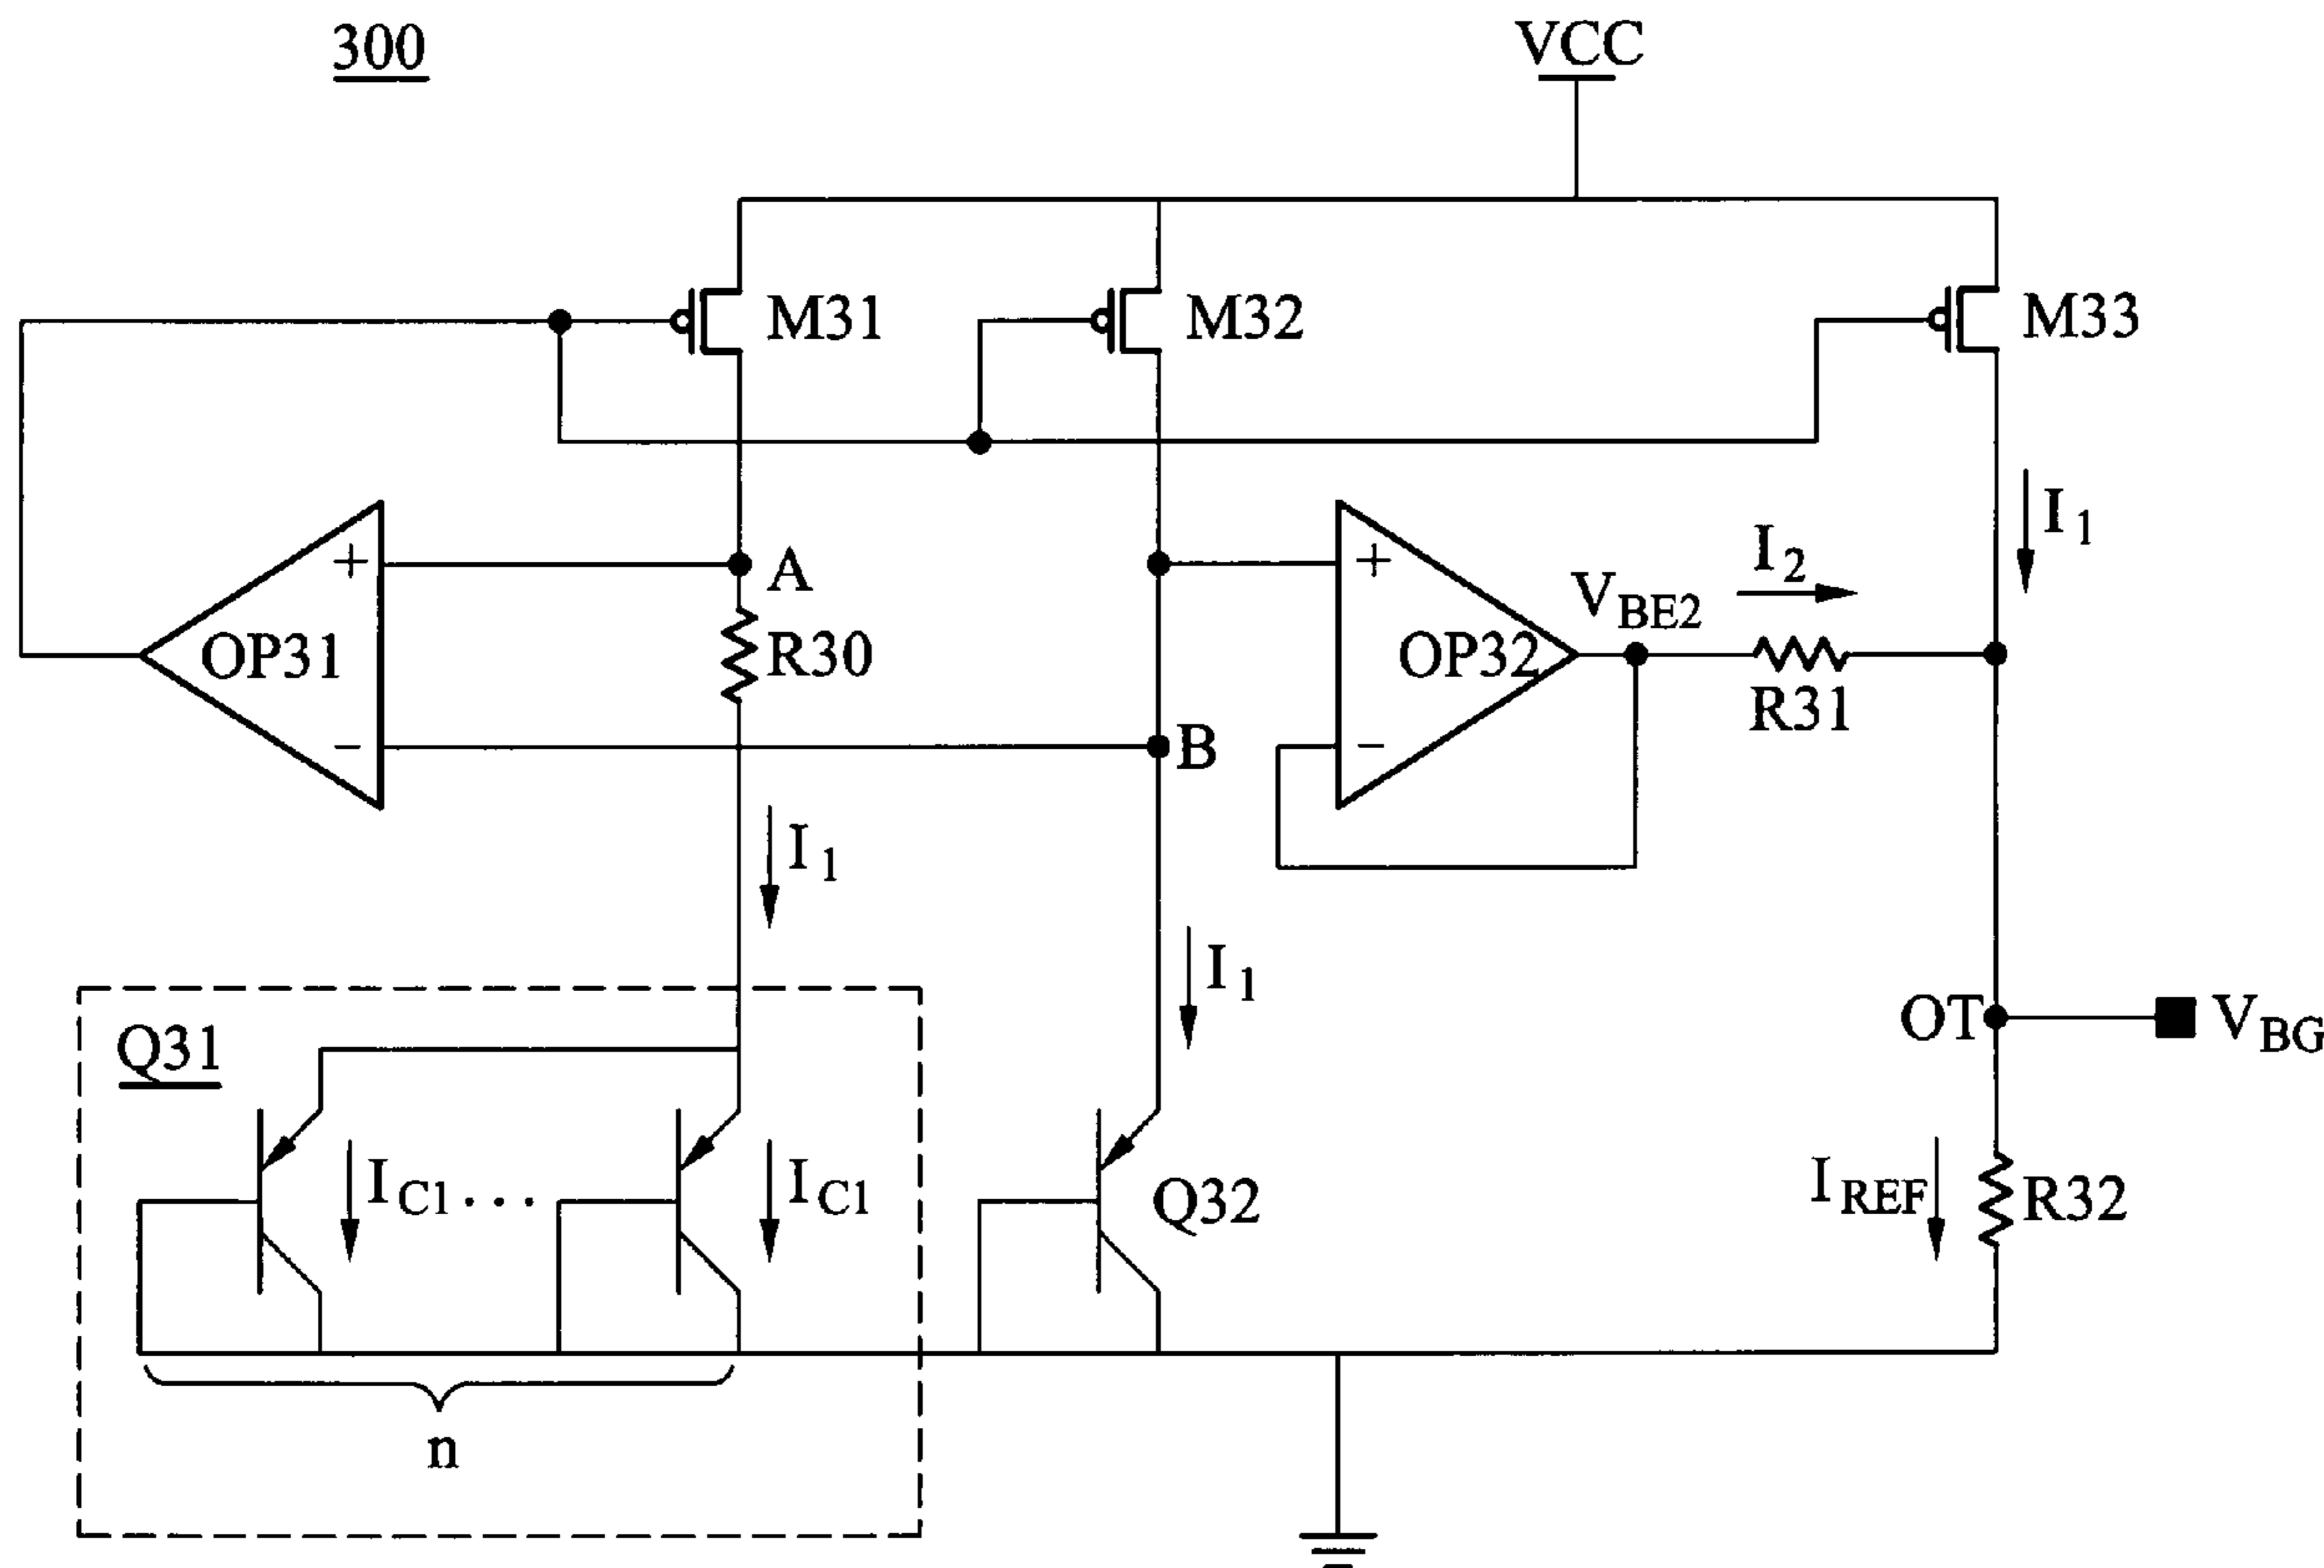 300
VCC
M31
M32
M33
+
A
+
I1
I2
VBE2
OP31
R30
OP32
R31
−
B
−
I1
I1
OT
VBG
Q31
IC1...
IC1
Q32
IREF
R32
n